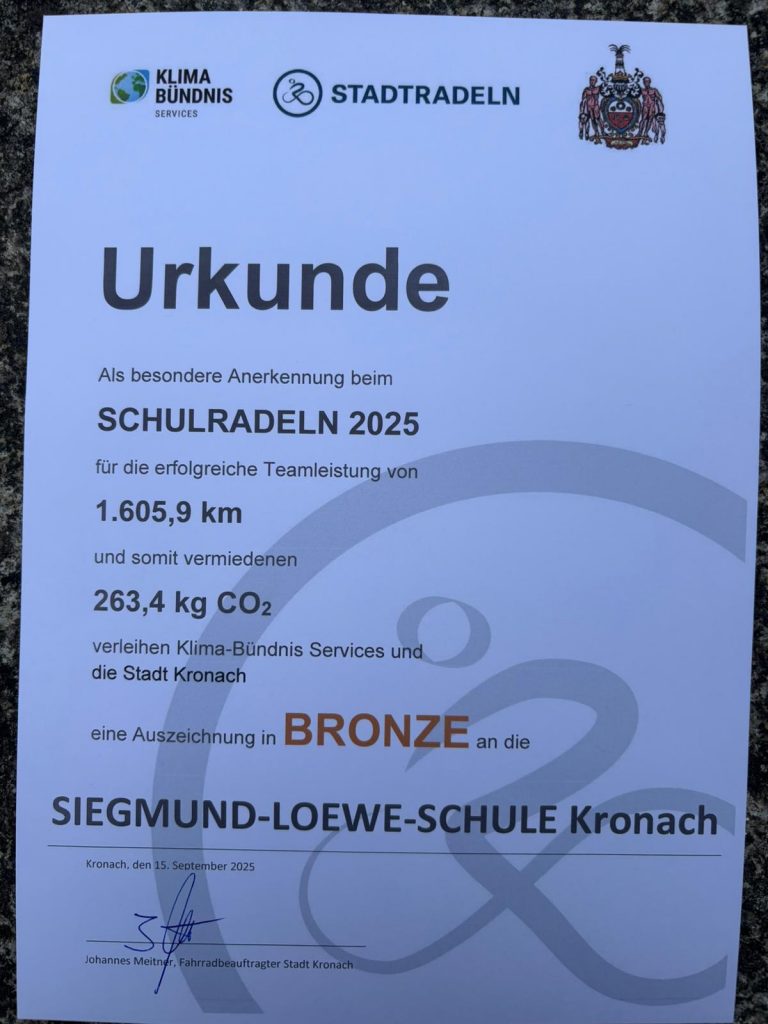 KLIMA
BÜNDNIS
SERVICES
STADTRADELN
Urkunde
Als besondere Anerkennung beim
SCHULRADELN 2025
für die erfolgreiche Teamleistung von
1.605,9 km
und somit vermiedenen
263,4 kg CO₂
verleihen Klima-Bündnis Services und
die Stadt Kronach
eine Auszeichnung in BRONZE an die
SIEGMUND-LOEWE-SCHULE Kronach
Kronach, den 15. September 2025
Johannes Meitner, Fahrradbeauftragter Stadt Kronach